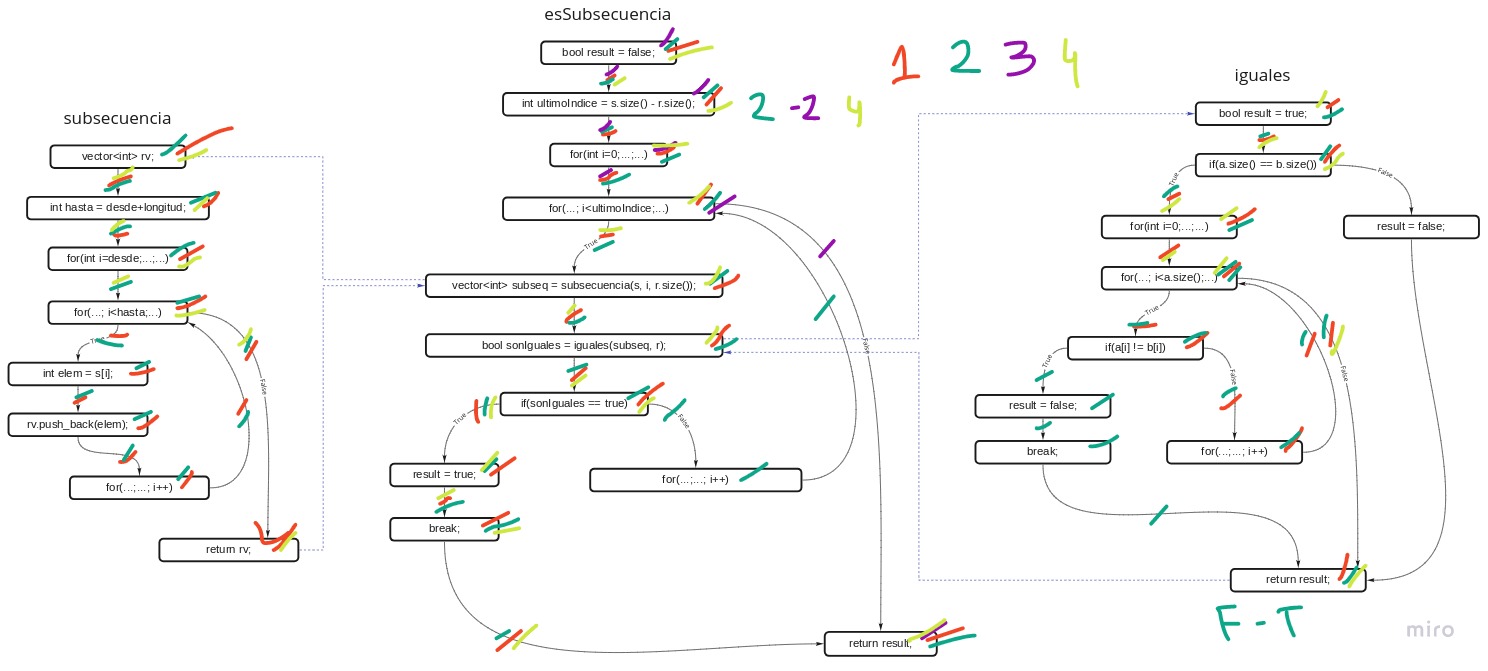 esSubsecuencia
bool result = false;
1 2 3 4
int ultimoIndice = s.size() - r.size();
2 -2 4
for(int i=0;...;...)
for(...; i<ultimoIndice;...)
True
False
vector<int> subseq = subsecuencia(s, i, r.size());
bool sonIguales = iguales(subseq, r);
if(sonIguales == true)
True
False
result = true;
for(...;...; i++)
break;
return result;
subsecuencia
vector<int> rv;
int hasta = desde+longitud;
for(int i=desde;...;...)
for(...; i<hasta;...)
True
False
int elem = s[i];
rv.push_back(elem);
for(...;...; i++)
return rv;
iguales
bool result = true;
if(a.size() == b.size())
True
False
for(int i=0;...;...)
result = false;
for(...; i<a.size();...)
True
False
if(a[i] != b[i])
True
False
result = false;
break;
for(...;...; i++)
return result;
F - T
miro